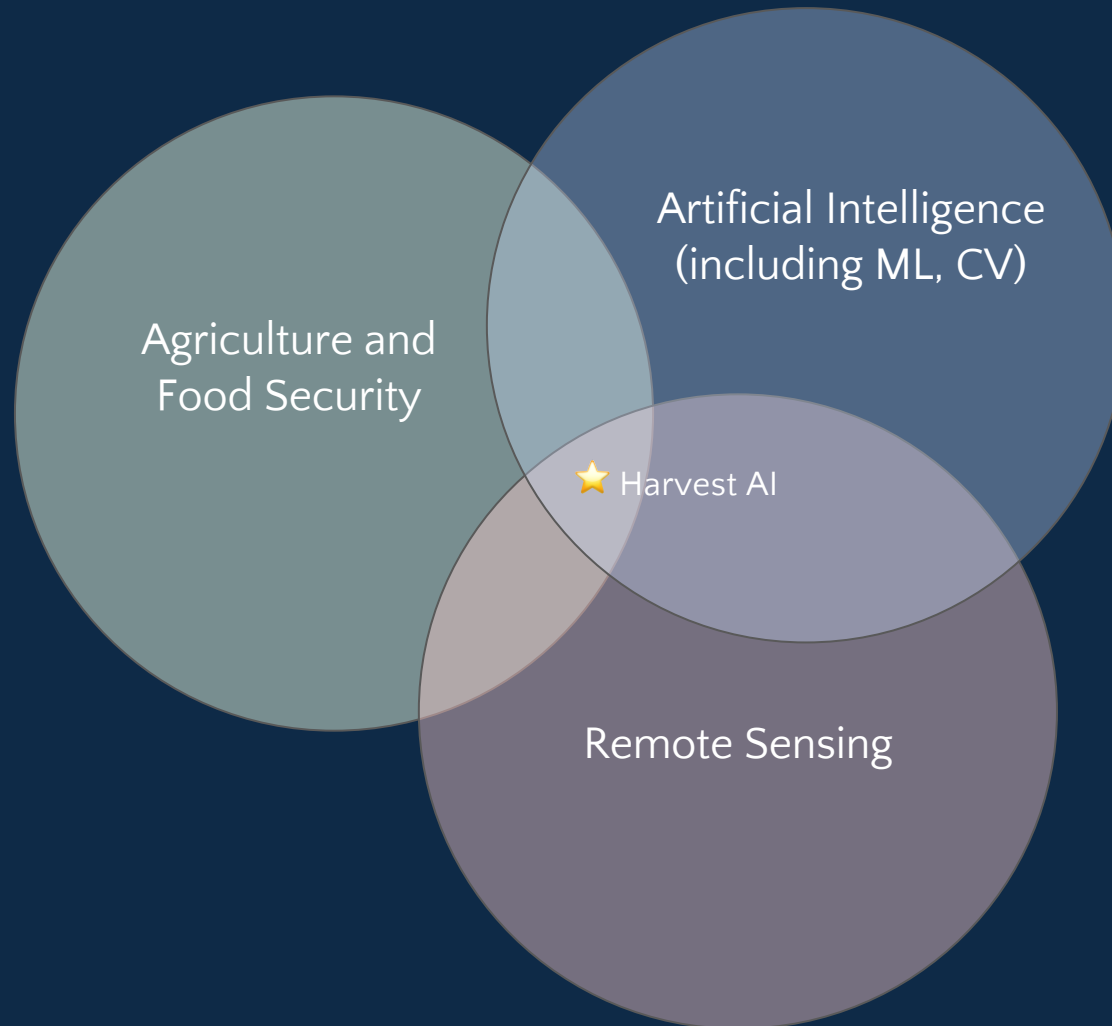 Artificial Intelligence
(including ML, CV)
Agriculture and
Food Security
⭐ Harvest AI
Remote Sensing